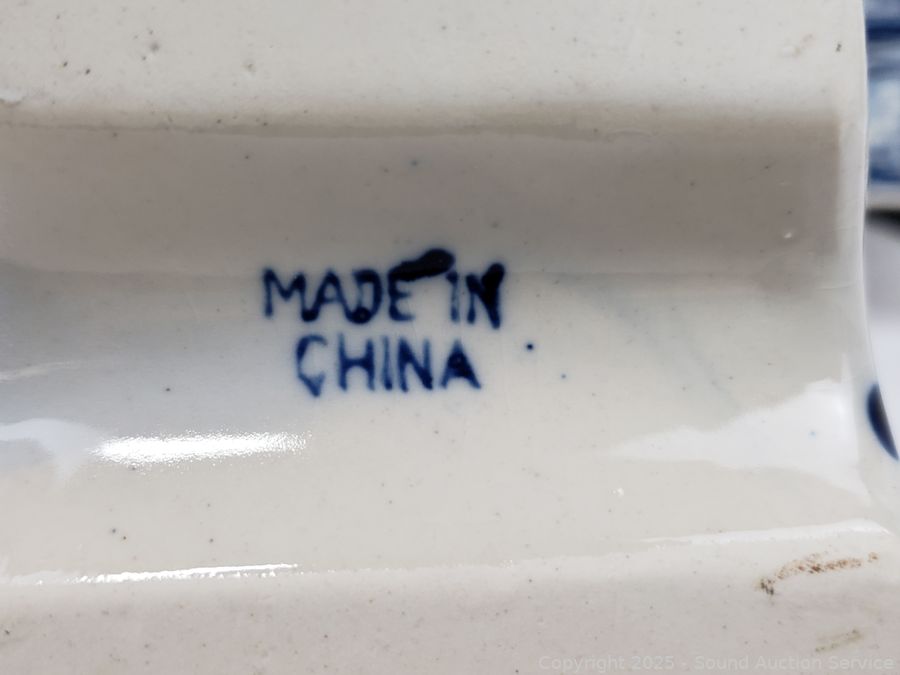 MADE IN
CHINA
Copyright 2025 - Sound Auction Service